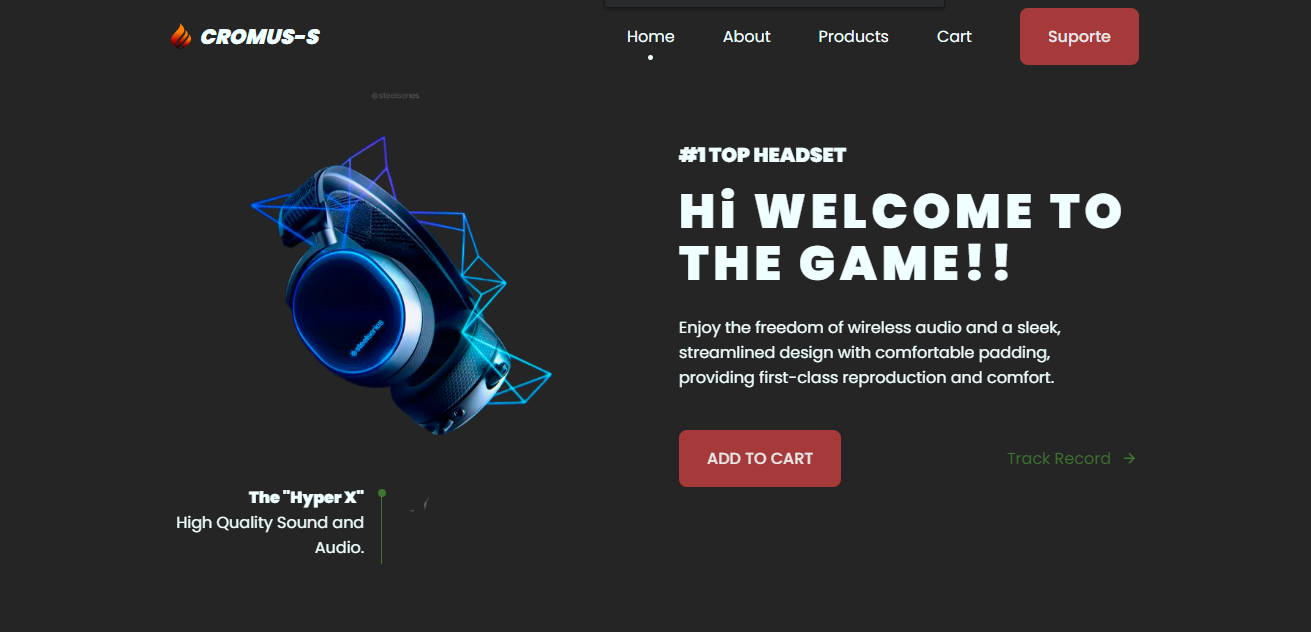 CROMUS-S
Home
About
Products
Cart
Suporte
steelseries
#1 TOP HEADSET
Hi WELCOME TO
THE GAME!!
steelseries
Enjoy the freedom of wireless audio and a sleek,
streamlined design with comfortable padding,
providing first-class reproduction and comfort.
ADD TO CART
Track Record →
The "Hyper X"
High Quality Sound and
Audio.